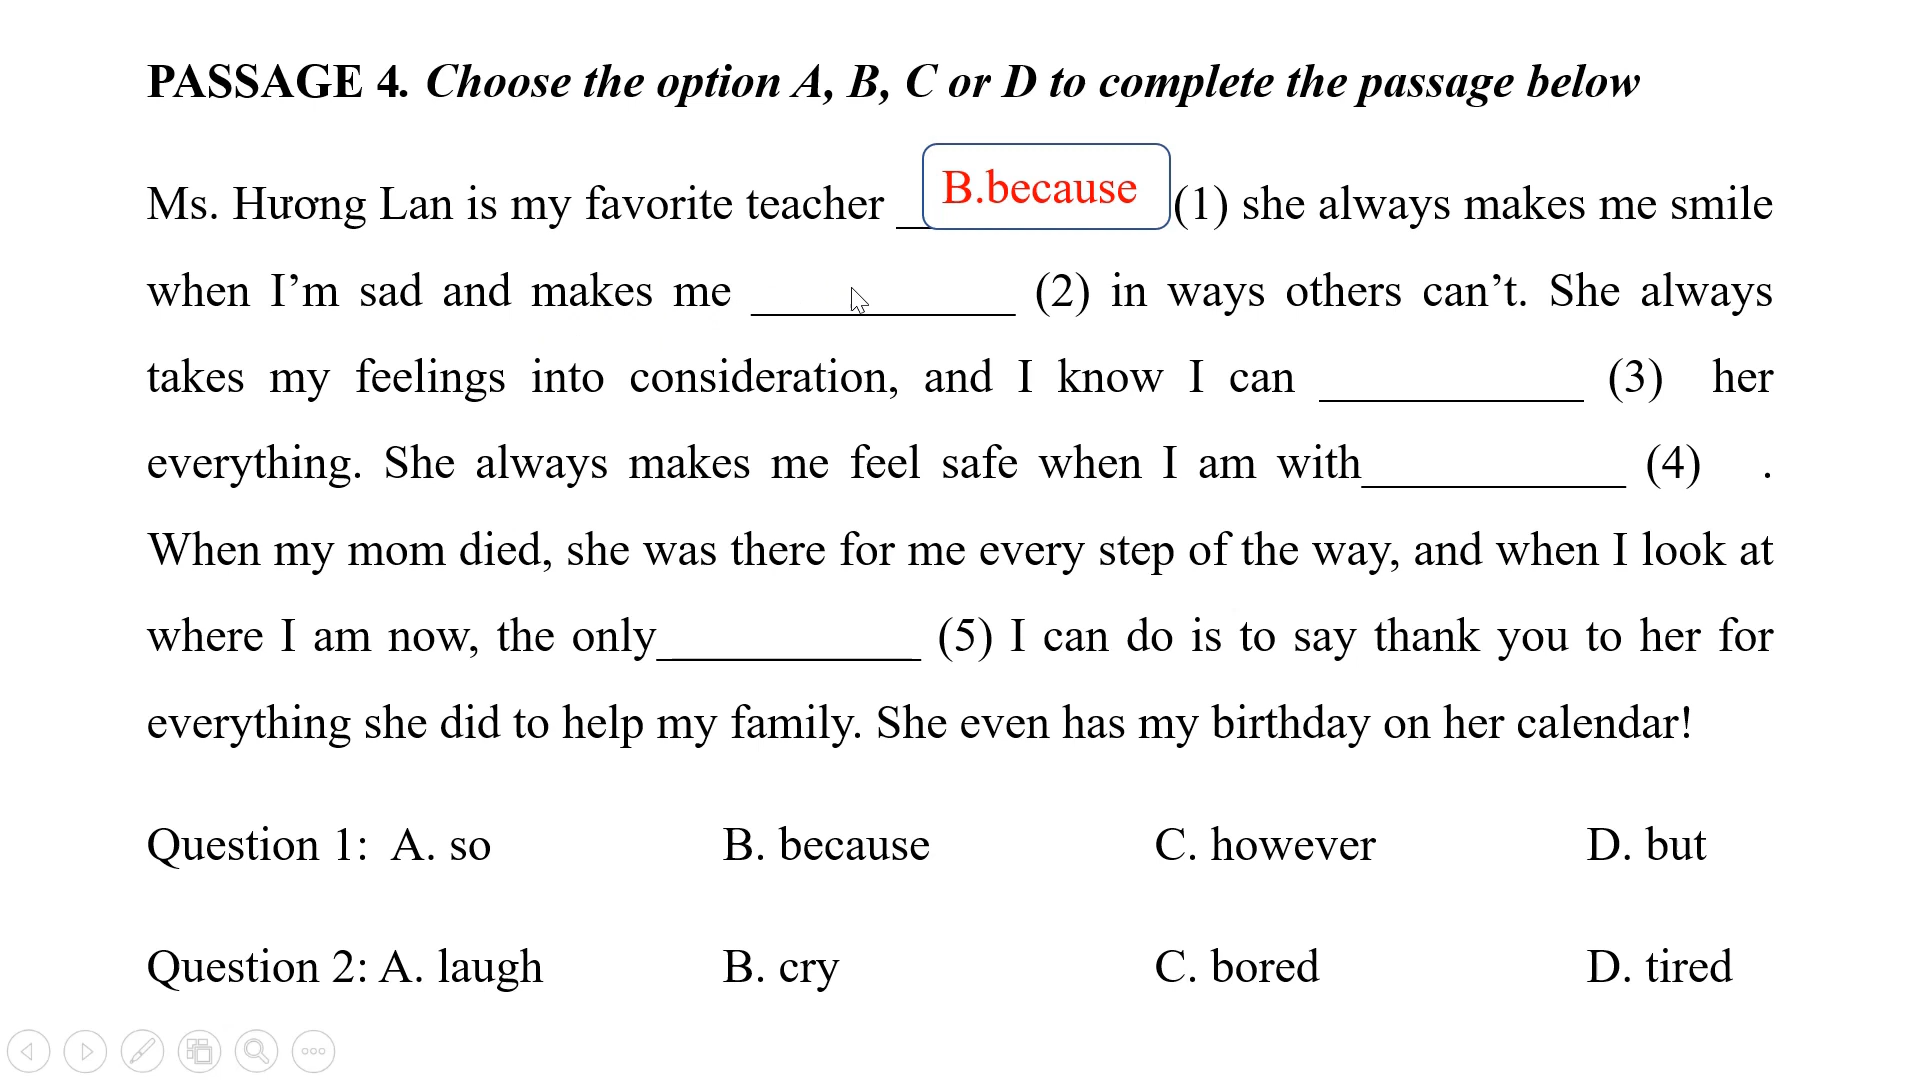 PASSAGE 4. Choose the option A, B, C or D to complete the passage below
Ms. Hương Lan is my favorite teacher __ B.because (1) she always makes me smile
when I’m sad and makes me ___________ (2) in ways others can’t. She always
takes my feelings into consideration, and I know I can ___________ (3) her
everything. She always makes me feel safe when I am with___________ (4) .
When my mom died, she was there for me every step of the way, and when I look at
where I am now, the only___________ (5) I can do is to say thank you to her for
everything she did to help my family. She even has my birthday on her calendar!
Question 1: A. so B. because C. however D. but
Question 2: A. laugh B. cry C. bored D. tired